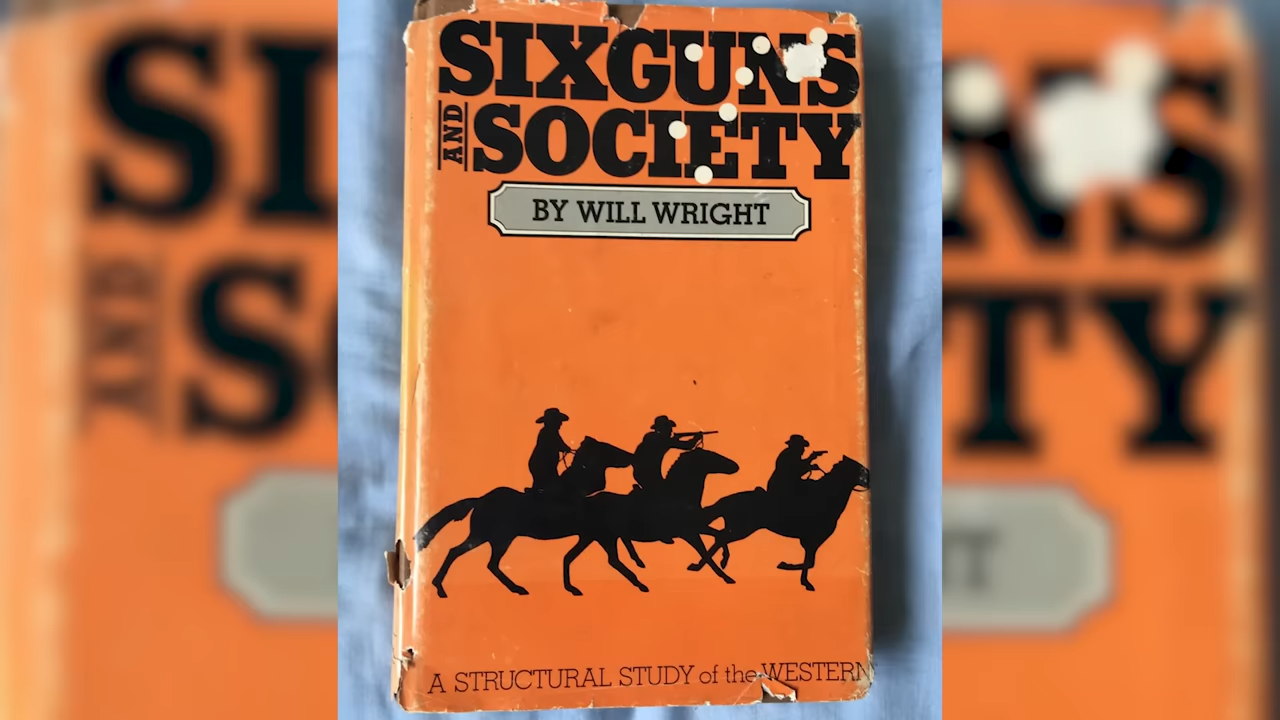 SIXGUNS
AND SOCIETY
BY WILL WRIGHT
A STRUCTURAL STUDY of the WESTERN